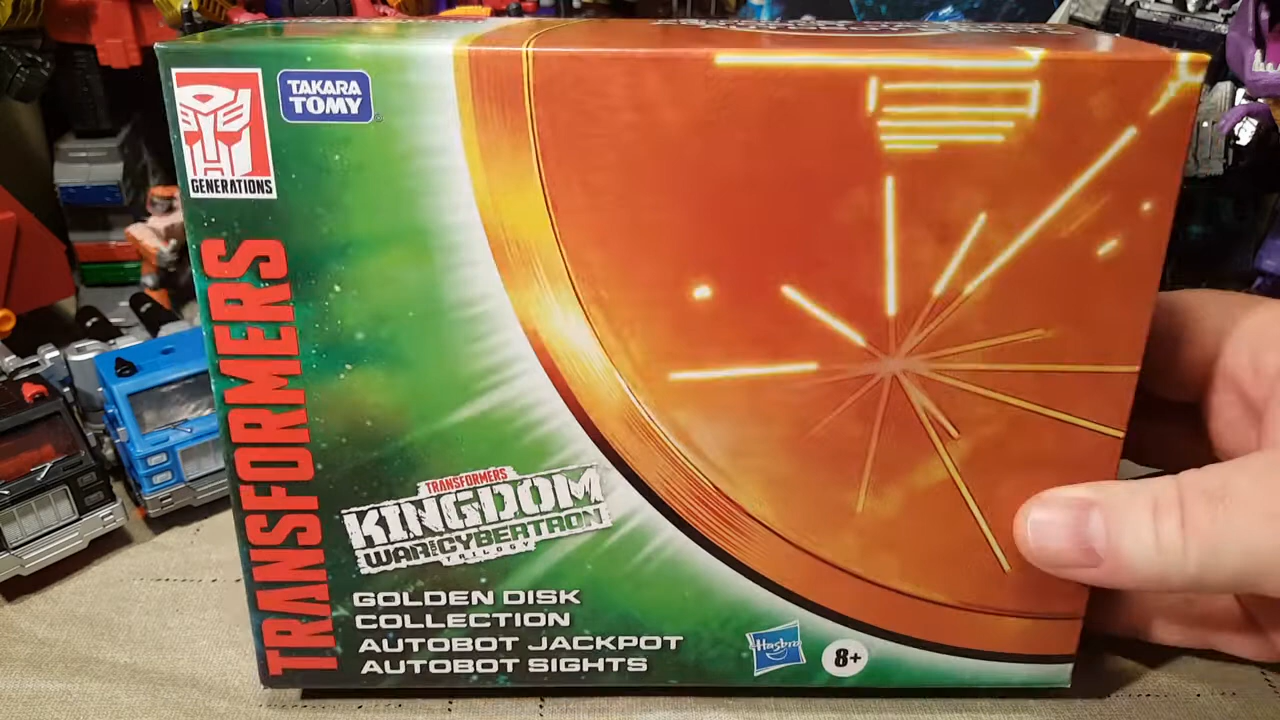 GENERATIONS
TAKARA
TOMY
TRANSFORMERS
TRANSFORMERS
KINGDOM
WAR FOR CYBERTRON
TRILOGY
GOLDEN DISK
COLLECTION
AUTOBOT JACKPOT
AUTOBOT SIGHTS
Hasbro
8+